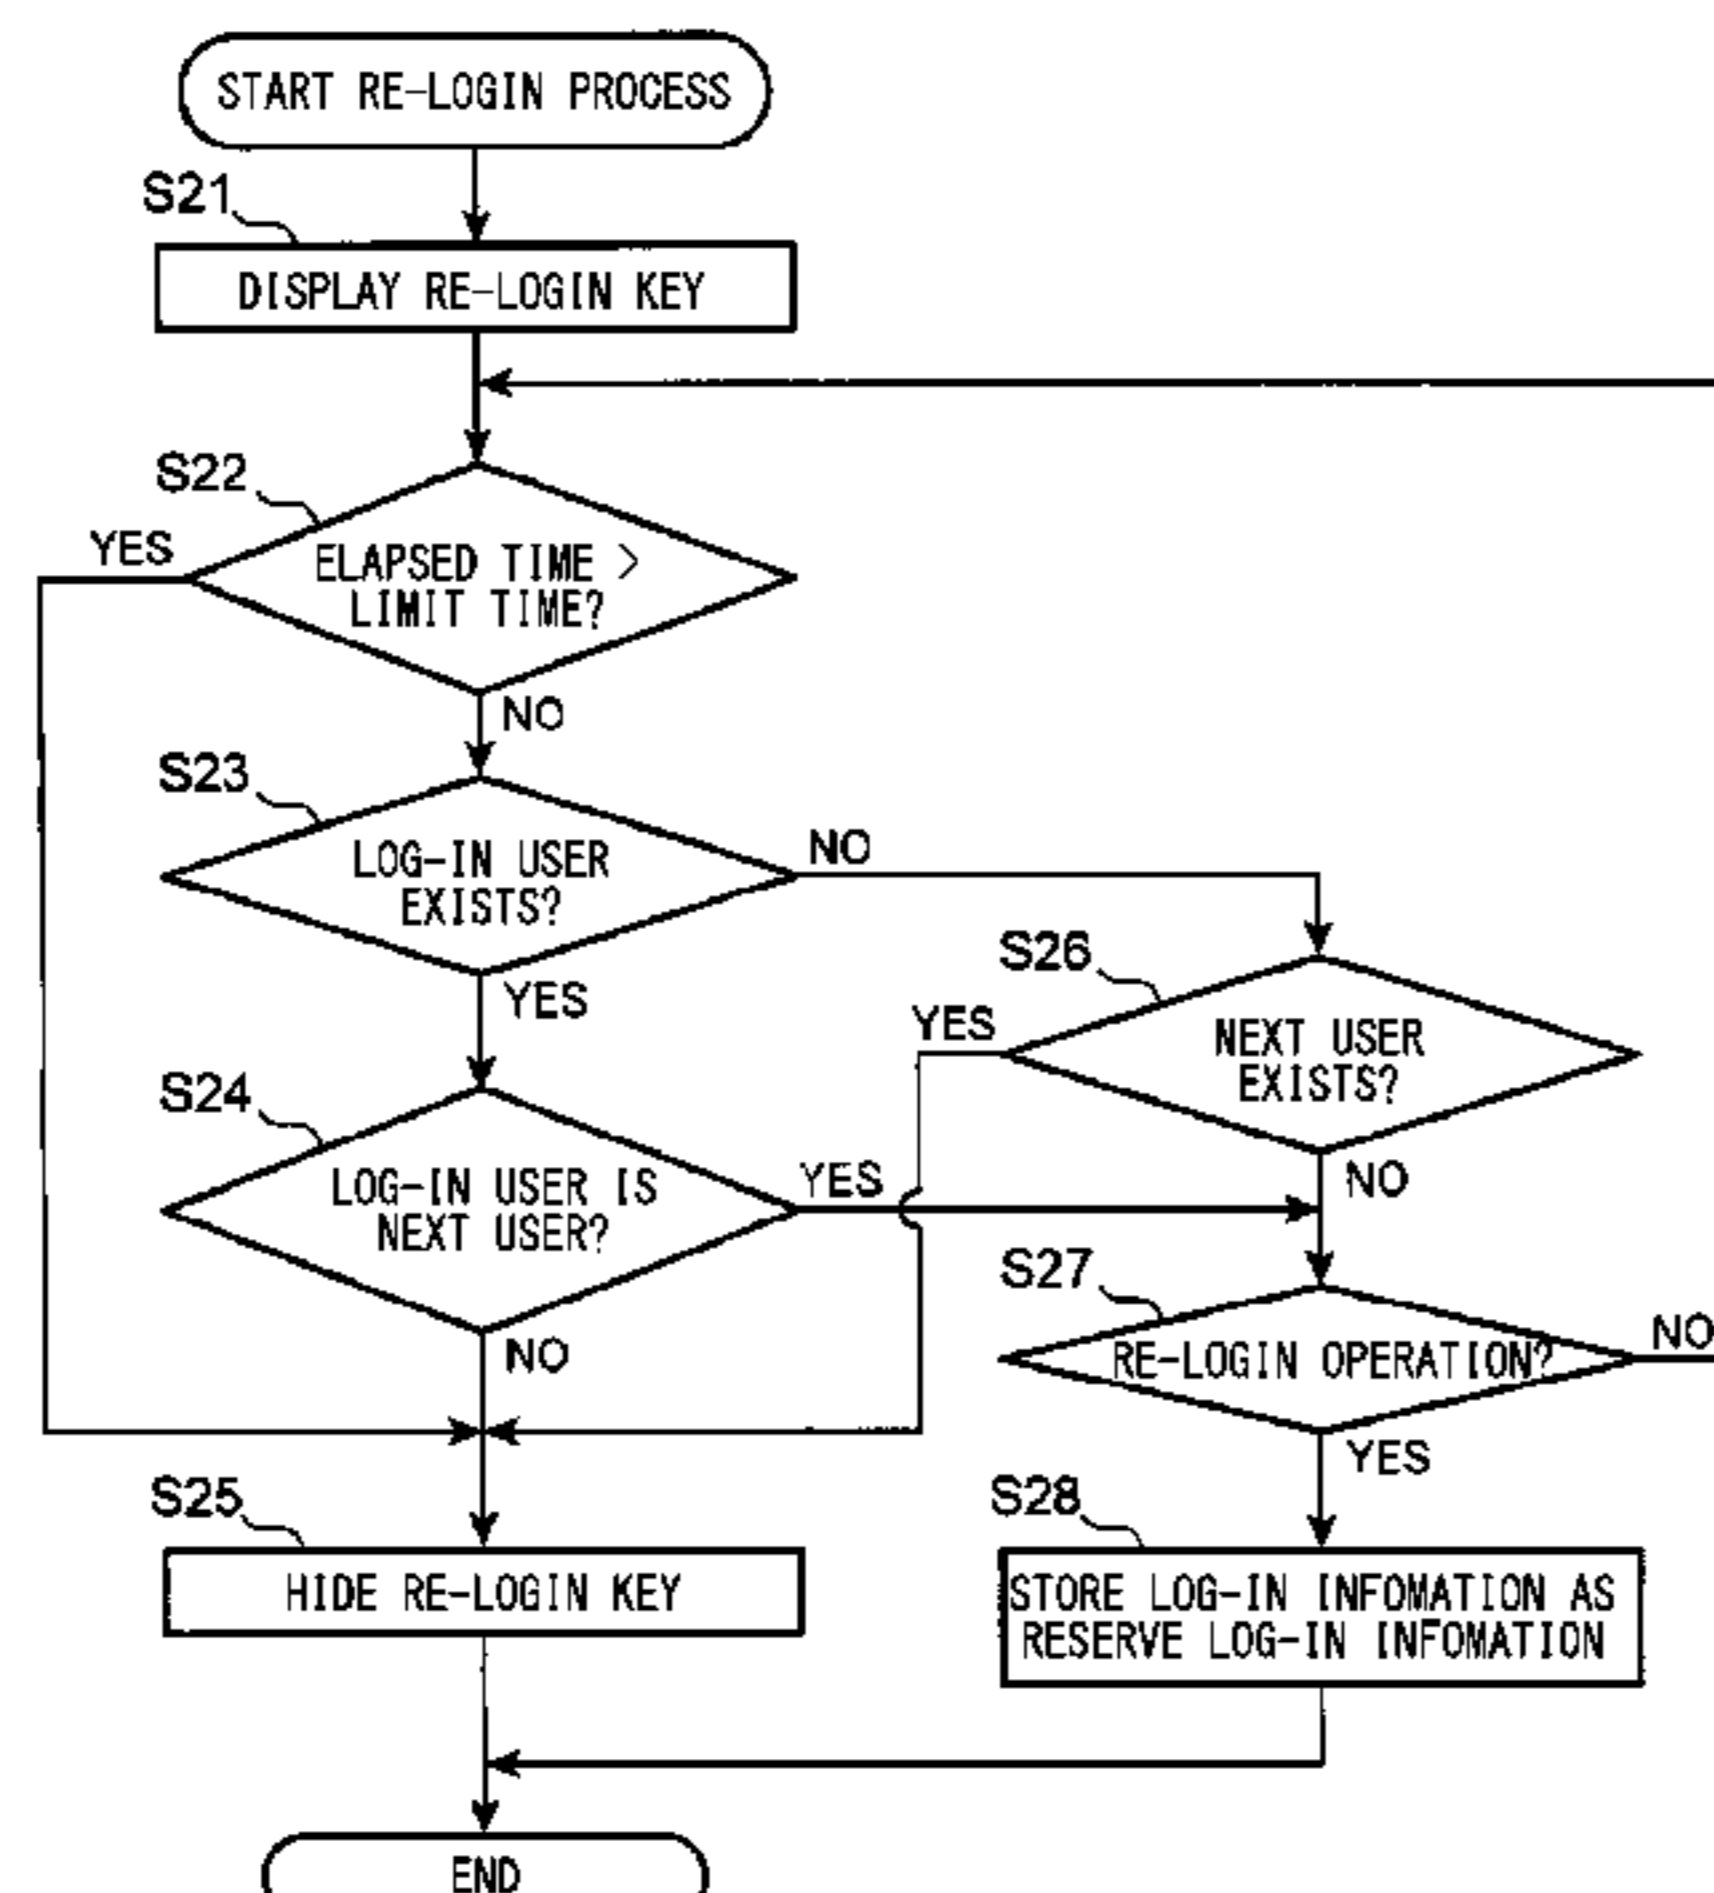 START RE-LOGIN PROCESS
S21
DISPLAY RE-LOGIN KEY
S22
YES
ELAPSED TIME >
LIMIT TIME?
NO
S23
LOG-IN USER
EXISTS?
NO
YES
S26
YES
NEXT USER
EXISTS?
NO
S24
LOG-IN USER IS
NEXT USER?
YES
NO
S27
RE-LOGIN OPERATION?
NO
YES
S25
HIDE RE-LOGIN KEY
S28
STORE LOG-IN INFOMATION AS
RESERVE LOG-IN INFOMATION
END